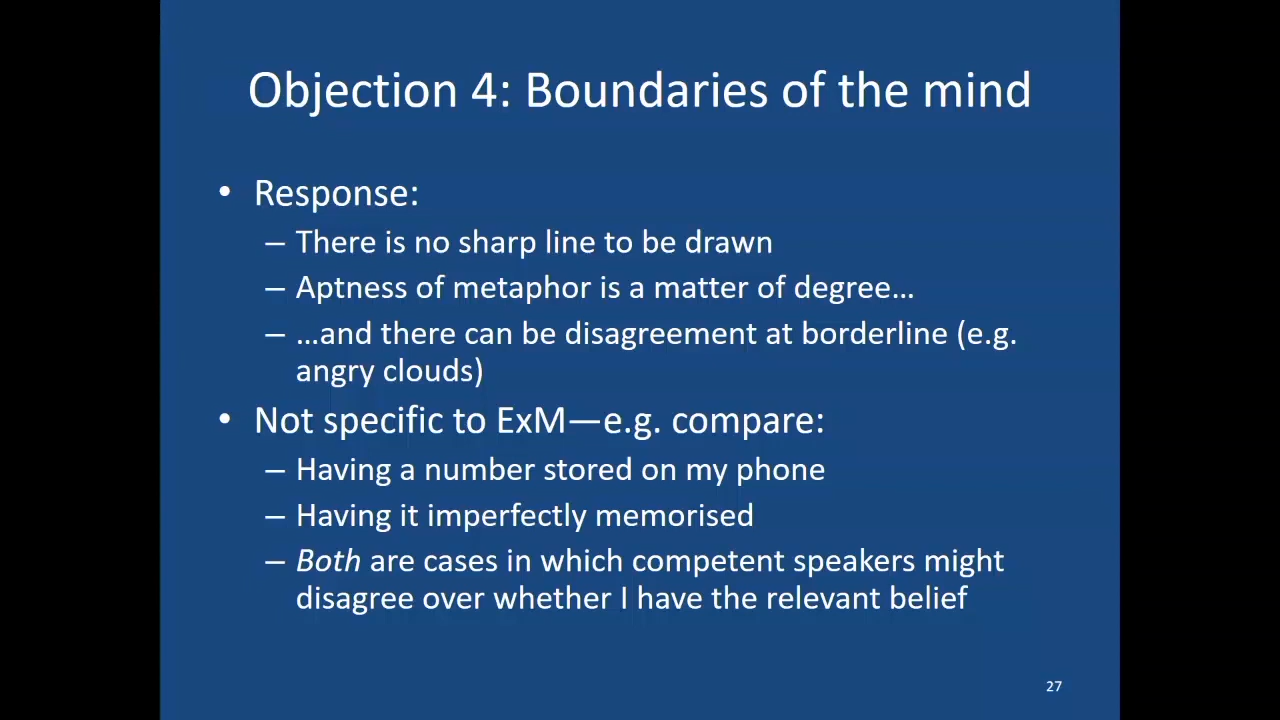 Objection 4: Boundaries of the mind
• Response:
– There is no sharp line to be drawn
– Aptness of metaphor is a matter of degree…
– …and there can be disagreement at borderline (e.g.
angry clouds)
• Not specific to ExM—e.g. compare:
– Having a number stored on my phone
– Having it imperfectly memorised
– Both are cases in which competent speakers might
disagree over whether I have the relevant belief
27